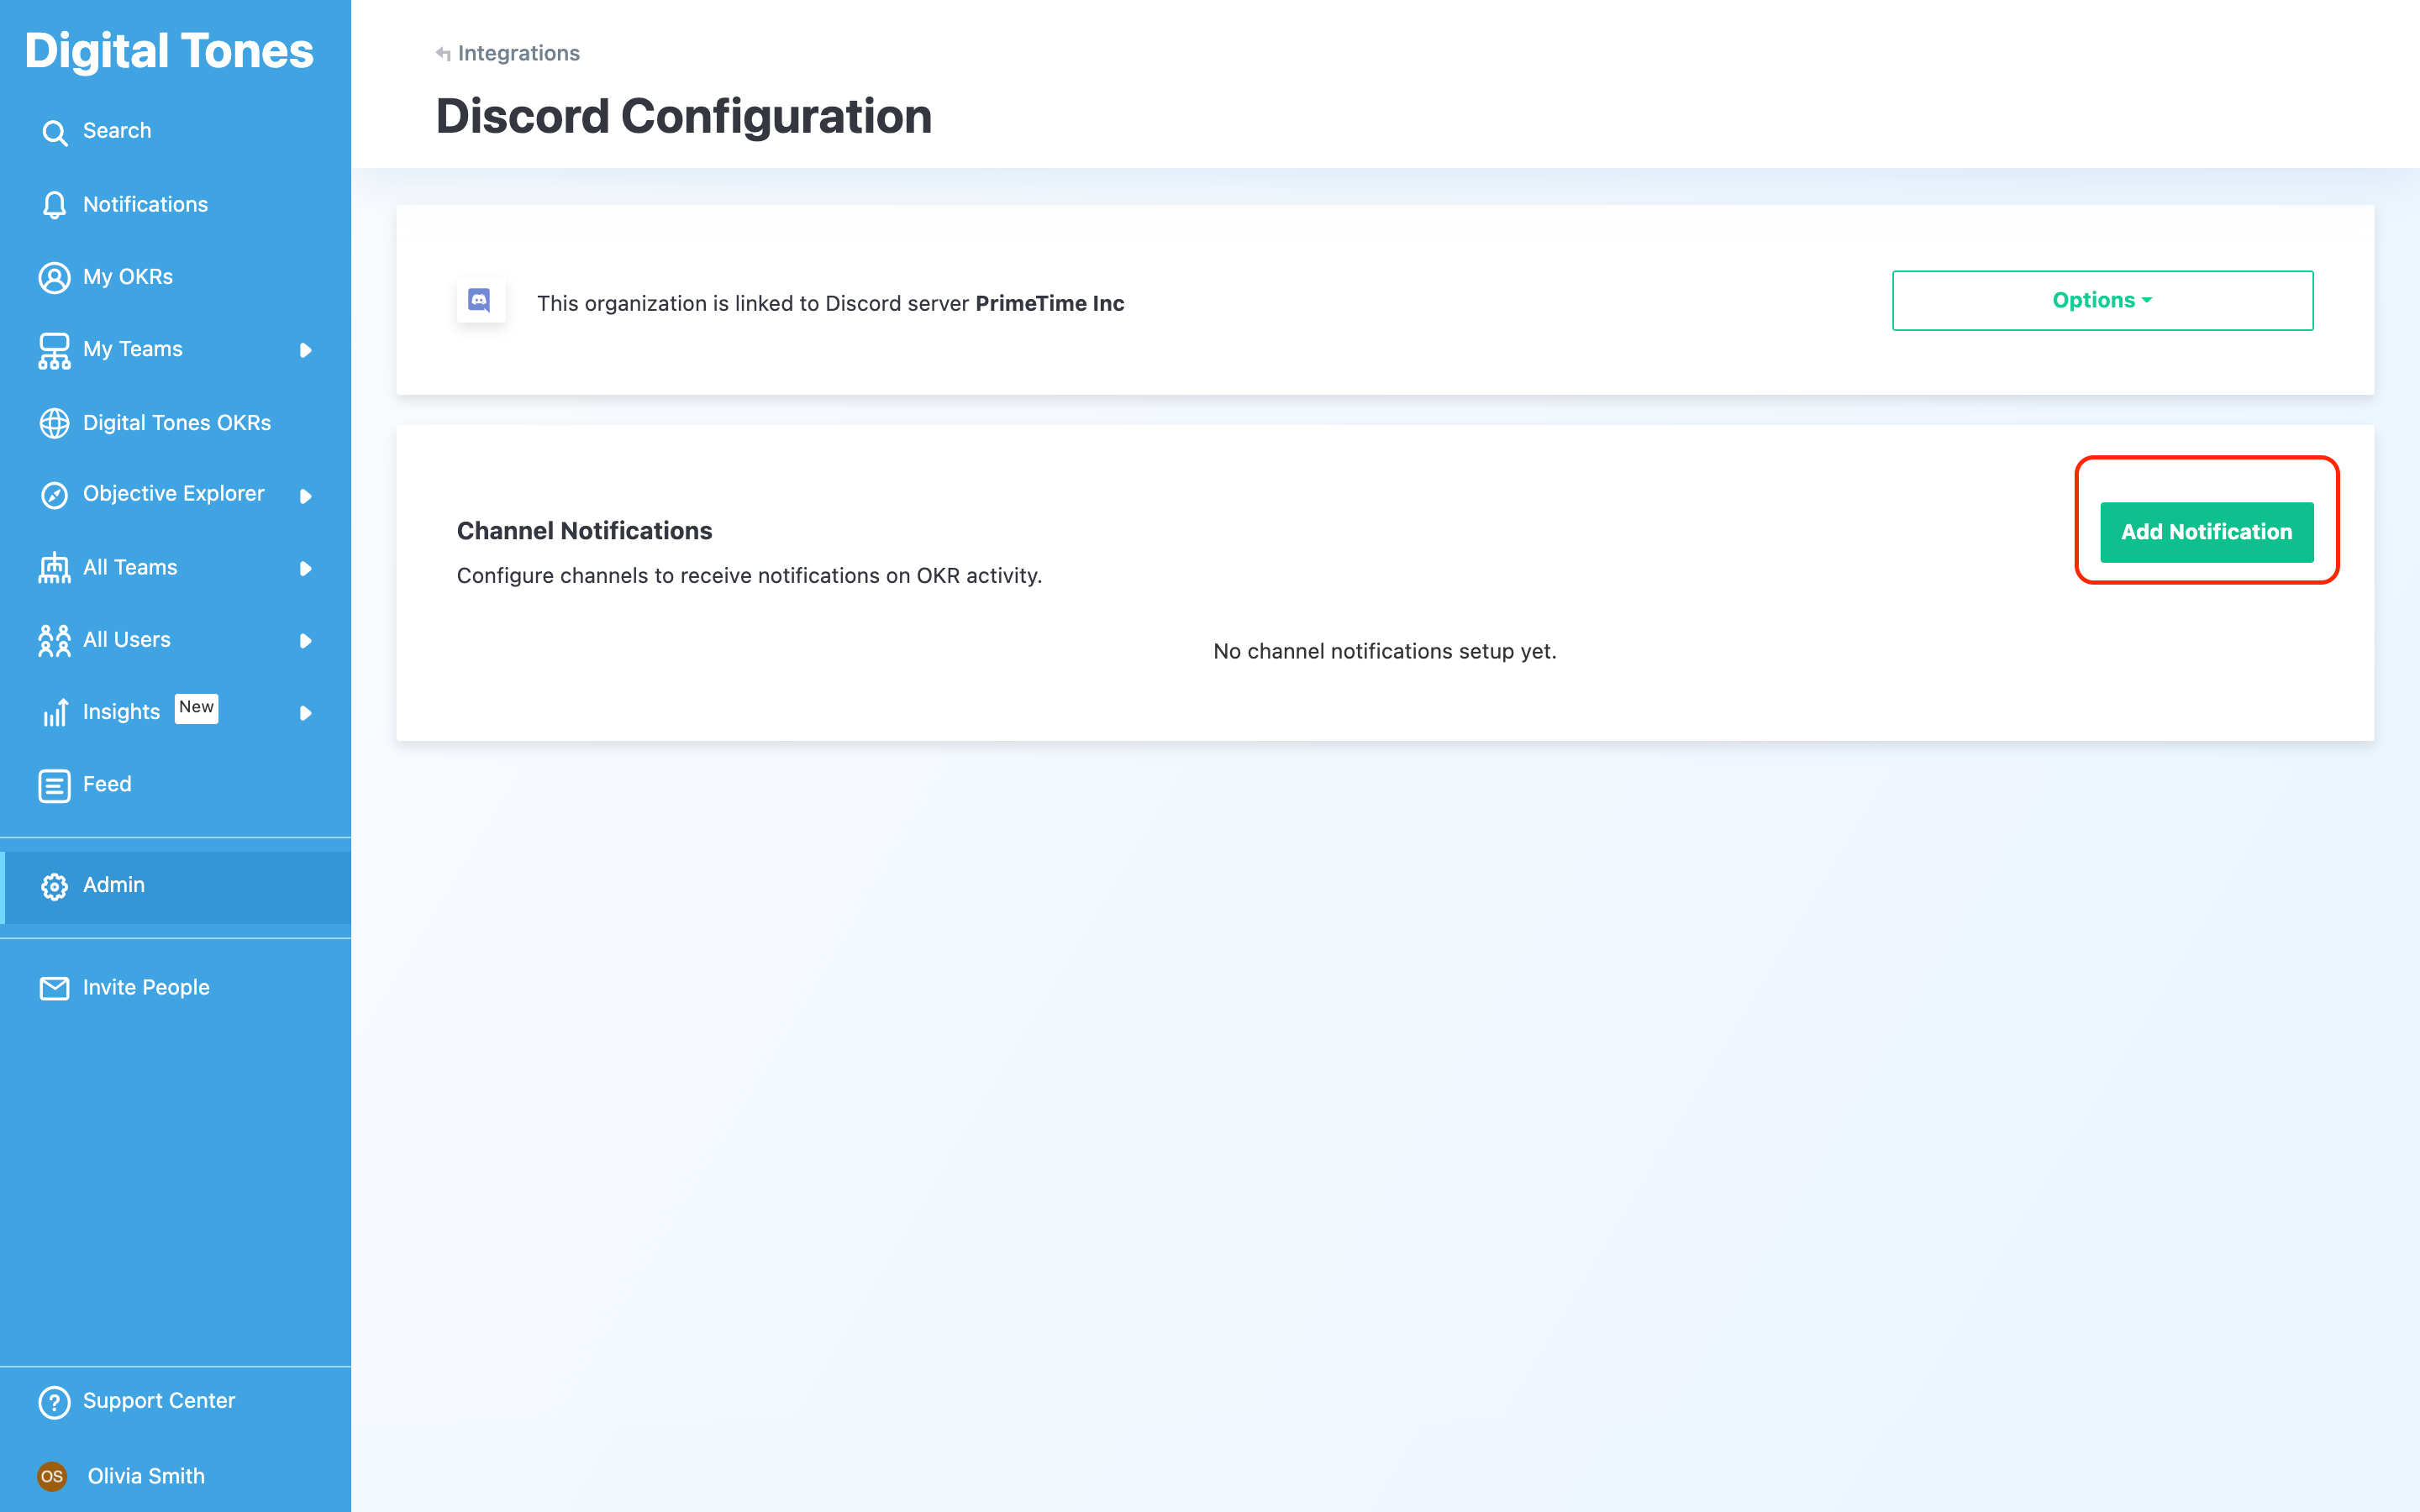 Digital Tones
Search
Notifications
My OKRs
My Teams
Digital Tones OKRs
Objective Explorer
All Teams
All Users
Insights New
Feed
Admin
Invite People
Support Center
OS Olivia Smith
Integrations
Discord Configuration
This organization is linked to Discord server PrimeTime Inc
Options
Channel Notifications
Add Notification
Configure channels to receive notifications on OKR activity.
No channel notifications setup yet.